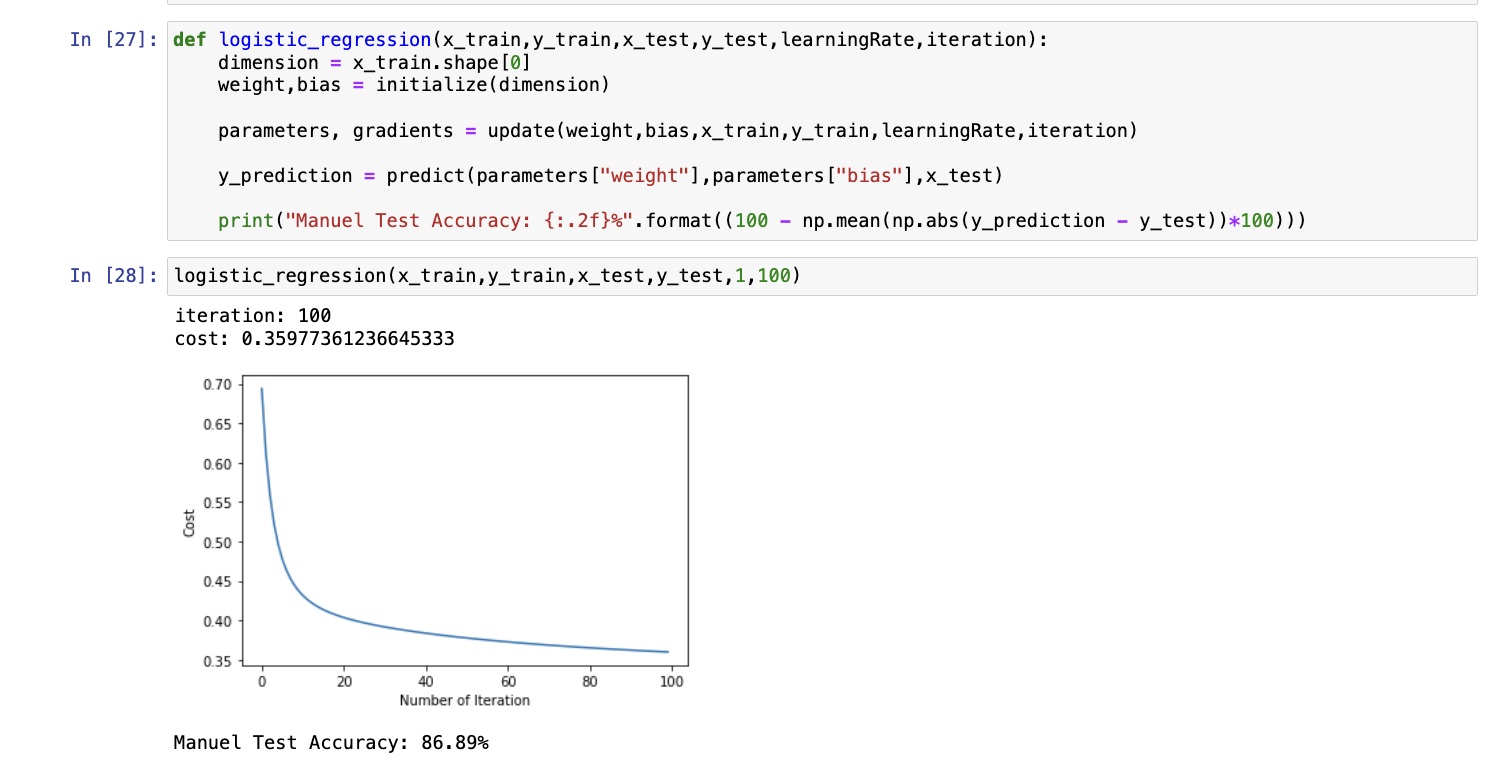 In [27]: def logistic_regression(x_train,y_train,x_test,y_test,learningRate,iteration):
    dimension = x_train.shape[0]
    weight,bias = initialize(dimension)
    parameters, gradients = update(weight,bias,x_train,y_train,learningRate,iteration)
    y_prediction = predict(parameters["weight"],parameters["bias"],x_test)
    print("Manuel Test Accuracy: {:.2f}%".format((100 - np.mean(np.abs(y_prediction - y_test))*100)))
In [28]: logistic_regression(x_train,y_train,x_test,y_test,1,100)
iteration: 100
cost: 0.35977361236645333
0.70
0.65
0.60
0.55
0.50
0.45
0.40
0.35
Cost
0 20 40 60 80 100
Number of Iteration
Manuel Test Accuracy: 86.89%